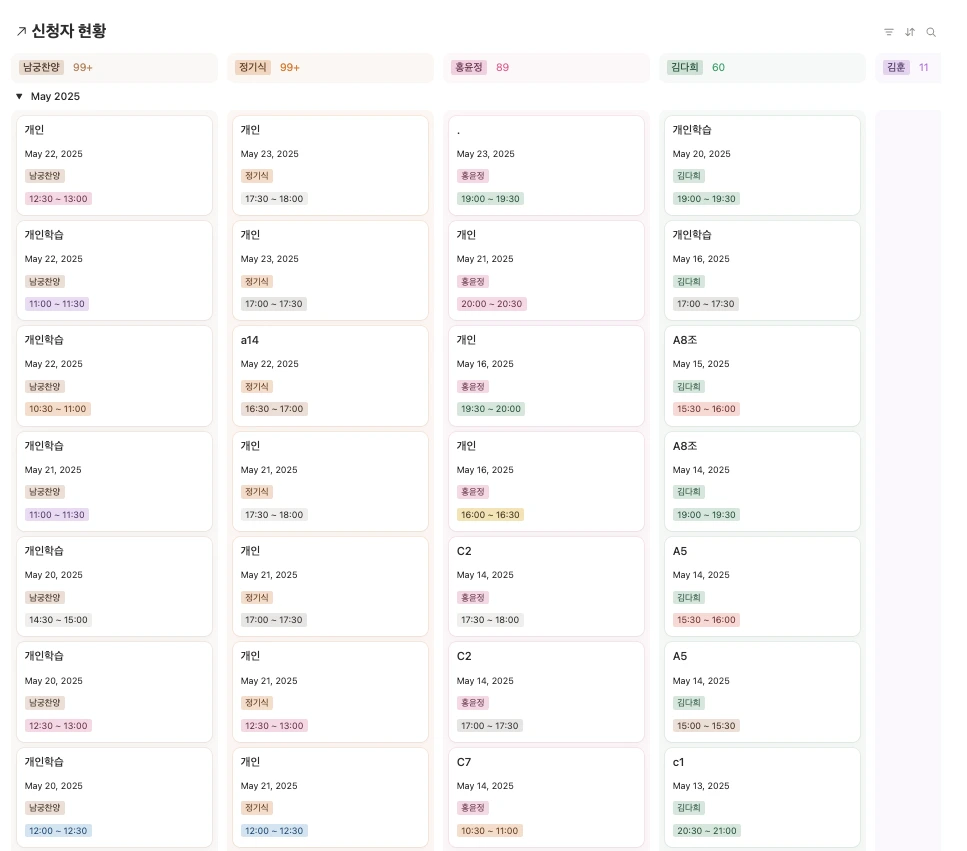 ↗ 신청자 현황
남궁찬양 99+
정기식 99+
홍윤정 89
김다희 60
김훈 11
▼ May 2025
개인
May 22, 2025
남궁찬양
12:30 ~ 13:00
개인학습
May 22, 2025
남궁찬양
11:00 ~ 11:30
개인학습
May 22, 2025
남궁찬양
10:30 ~ 11:00
개인학습
May 21, 2025
남궁찬양
11:00 ~ 11:30
개인학습
May 20, 2025
남궁찬양
14:30 ~ 15:00
개인학습
May 20, 2025
남궁찬양
12:30 ~ 13:00
개인학습
May 20, 2025
남궁찬양
12:00 ~ 12:30
개인
May 23, 2025
정기식
17:30 ~ 18:00
개인
May 23, 2025
정기식
17:00 ~ 17:30
a14
May 22, 2025
정기식
16:30 ~ 17:00
개인
May 21, 2025
정기식
17:30 ~ 18:00
개인
May 21, 2025
정기식
17:00 ~ 17:30
개인
May 21, 2025
정기식
12:30 ~ 13:00
개인
May 21, 2025
정기식
12:00 ~ 12:30
.
May 23, 2025
홍윤정
19:00 ~ 19:30
개인
May 21, 2025
홍윤정
20:00 ~ 20:30
개인
May 16, 2025
홍윤정
19:30 ~ 20:00
개인
May 16, 2025
홍윤정
16:00 ~ 16:30
C2
May 14, 2025
홍윤정
17:30 ~ 18:00
C2
May 14, 2025
홍윤정
17:00 ~ 17:30
C7
May 14, 2025
홍윤정
10:30 ~ 11:00
개인학습
May 20, 2025
김다희
19:00 ~ 19:30
개인학습
May 16, 2025
김다희
17:00 ~ 17:30
A8조
May 15, 2025
김다희
15:30 ~ 16:00
A8조
May 14, 2025
김다희
19:00 ~ 19:30
A5
May 14, 2025
김다희
15:30 ~ 16:00
A5
May 14, 2025
김다희
15:00 ~ 15:30
c1
May 13, 2025
김다희
20:30 ~ 21:00